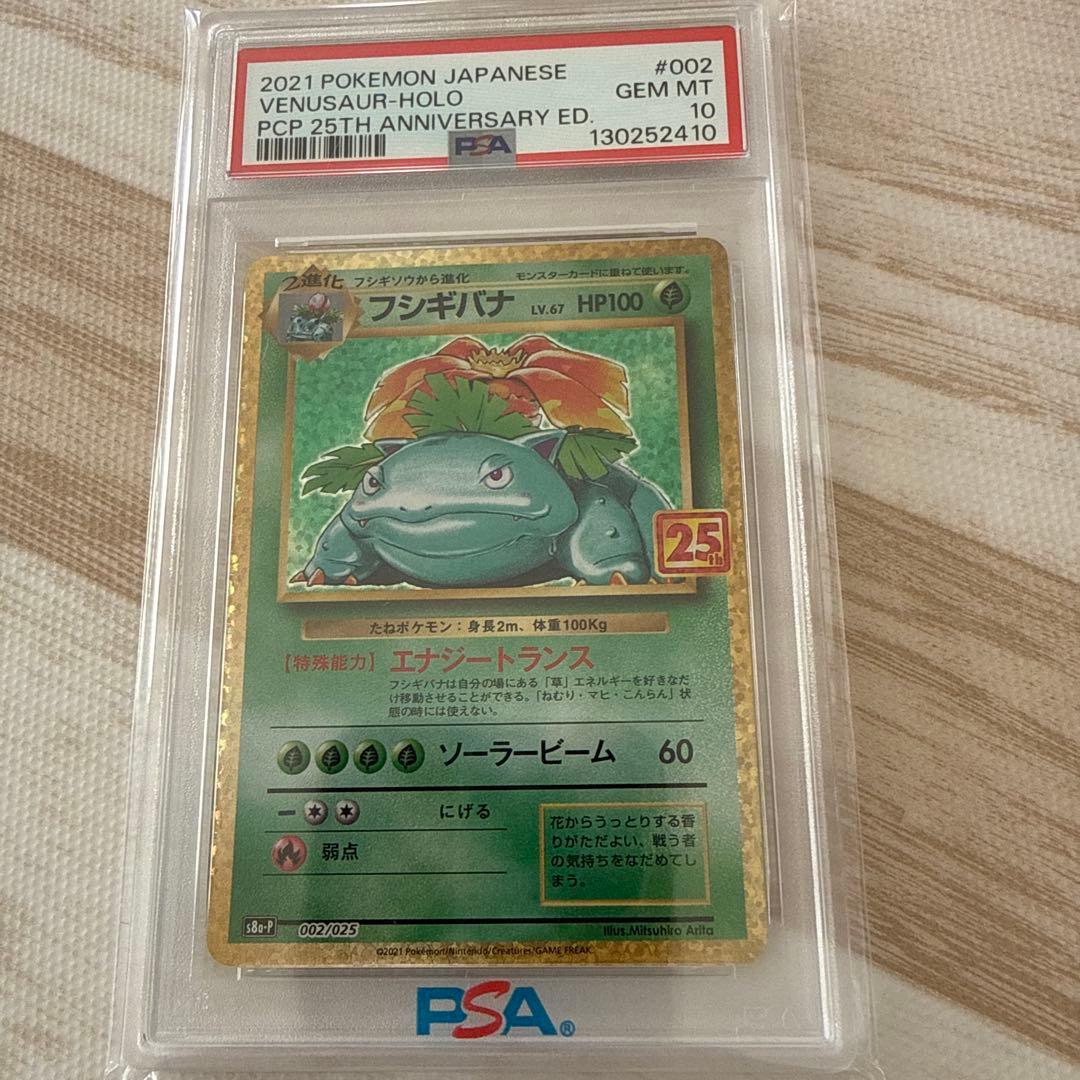 2021 POKEMON JAPANESE #002
VENUSAUR-HOLO GEM MT
PCP 25TH ANNIVERSARY ED. 10
PSA 130252410
2進化 フシギソウから進化 モンスターカードに重ねて使います。
フシギバナ LV.67 HP100
25th
たねポケモン：身長2m、体重100Kg
【特殊能力】エナジートランス
フシギバナは自分の場にある「草」エネルギーを好きなだ
け移動させることができる。「ねむり・マヒ・こんらん」状
態の時には使えない。
ソーラービーム 60
ー にげる
弱点
花からうっとりする香
りがただよい、戦う者
の気持ちをなだめてし
まう。
s8a-P 002/025 Illus.Mitsuhiro Arita
©2021 Pokémon/Nintendo/Creatures/GAME FREAK.
PSA®